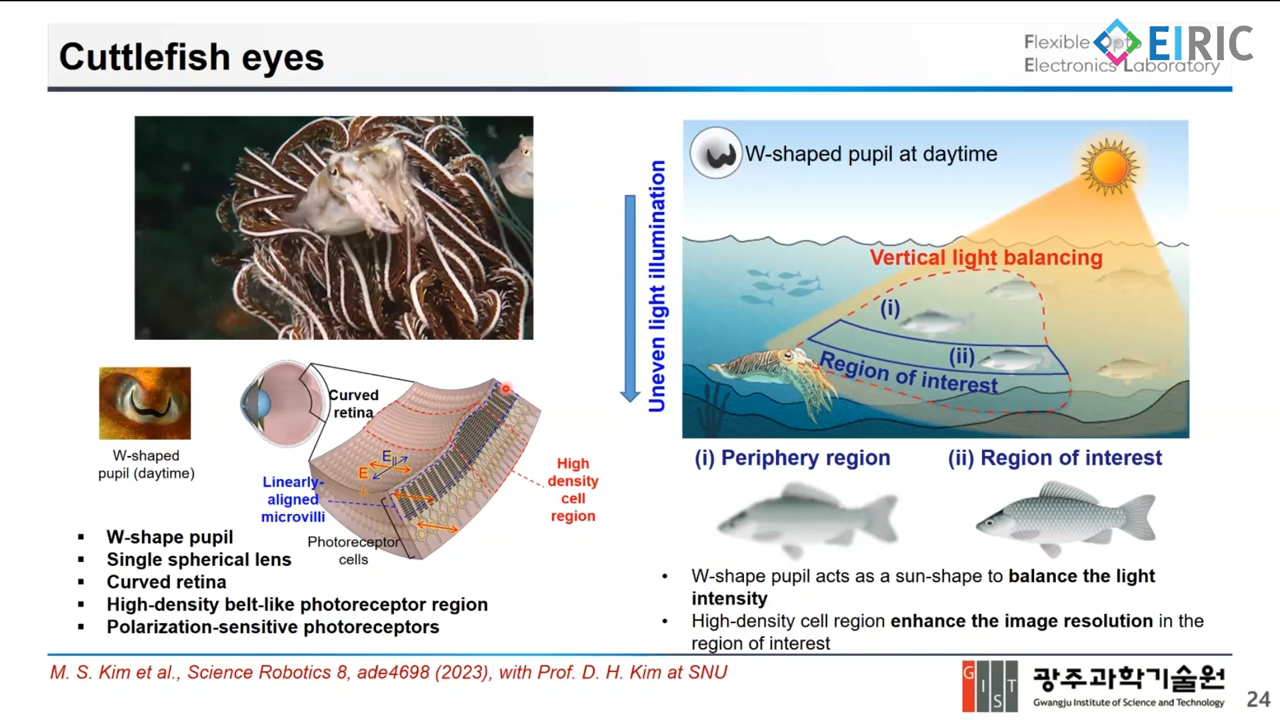 Cuttlefish eyes
Flexible Opto
Electronics Laboratory
EIRIC
W-shaped pupil at daytime
Uneven light illumination
Vertical light balancing
(i)
(ii)
Region of interest
W-shaped
pupil (daytime)
Curved
retina
E||
E⊥
Linearly-
aligned
microvilli
Photoreceptor
cells
High
density
cell
region
(i) Periphery region
(ii) Region of interest
▪ W-shape pupil
▪ Single spherical lens
▪ Curved retina
▪ High-density belt-like photoreceptor region
▪ Polarization-sensitive photoreceptors
• W-shape pupil acts as a sun-shape to balance the light
intensity
• High-density cell region enhance the image resolution in the
region of interest
M. S. Kim et al., Science Robotics 8, ade4698 (2023), with Prof. D. H. Kim at SNU
GIST
광주과학기술원
Gwangju Institute of Science and Technology
24